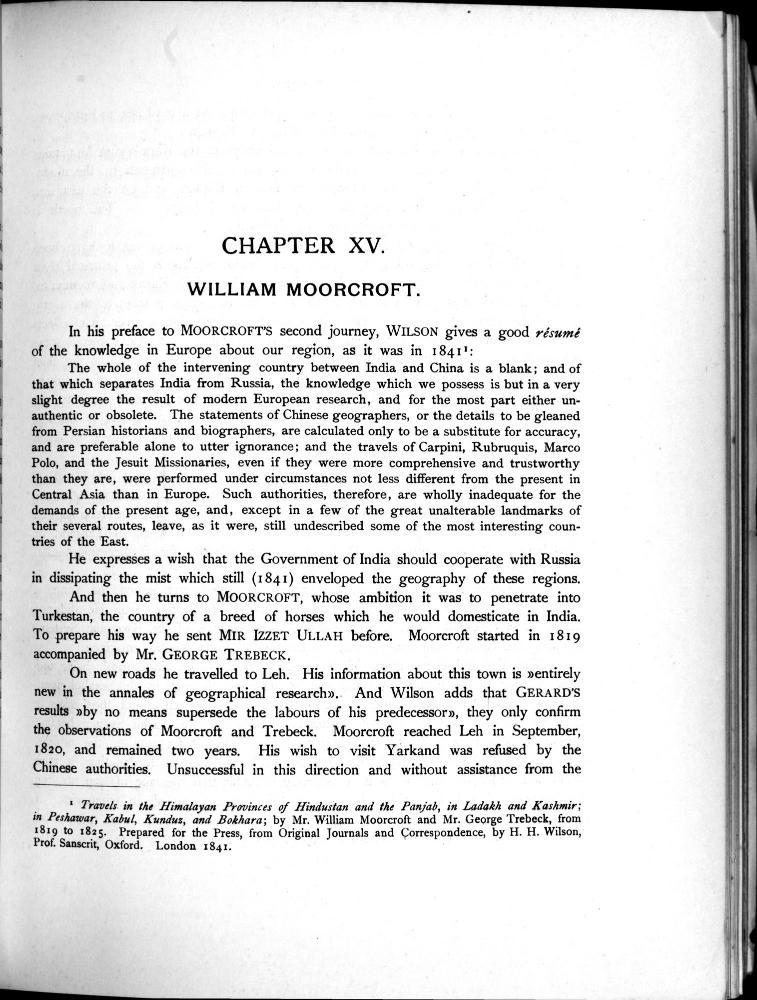 CHAPTER XV.
WILLIAM MOORCROFT.
In his preface to MOORCROFT'S second journey, WILSON gives a good résumé
of the knowledge in Europe about our region, as it was in 1841¹:
The whole of the intervening country between India and China is a blank; and of
that which separates India from Russia, the knowledge which we possess is but in a very
slight degree the result of modern European research, and for the most part either un-
authentic or obsolete. The statements of Chinese geographers, or the details to be gleaned
from Persian historians and biographers, are calculated only to be a substitute for accuracy,
and are preferable alone to utter ignorance; and the travels of Carpini, Rubruquis, Marco
Polo, and the Jesuit Missionaries, even if they were more comprehensive and trustworthy
than they are, were performed under circumstances not less different from the present in
Central Asia than in Europe. Such authorities, therefore, are wholly inadequate for the
demands of the present age, and, except in a few of the great unalterable landmarks of
their several routes, leave, as it were, still undescribed some of the most interesting coun-
tries of the East.
He expresses a wish that the Government of India should cooperate with Russia
in dissipating the mist which still (1841) enveloped the geography of these regions.
And then he turns to MOORCROFT, whose ambition it was to penetrate into
Turkestan, the country of a breed of horses which he would domesticate in India.
To prepare his way he sent MIR IZZET ULLAH before. Moorcroft started in 1819
accompanied by Mr. GEORGE TREBECK.
On new roads he travelled to Leh. His information about this town is »entirely
new in the annales of geographical research». And Wilson adds that GERARD'S
results »by no means supersede the labours of his predecessor», they only confirm
the observations of Moorcroft and Trebeck. Moorcroft reached Leh in September,
1820, and remained two years. His wish to visit Yarkand was refused by the
Chinese authorities. Unsuccessful in this direction and without assistance from the
¹ Travels in the Himalayan Provinces of Hindustan and the Panjab, in Ladakh and Kashmir;
in Peshawar, Kabul, Kunduz, and Bokhara; by Mr. William Moorcroft and Mr. George Trebeck, from
1819 to 1825. Prepared for the Press, from Original Journals and Correspondence, by H. H. Wilson,
Prof. Sanscrit, Oxford. London 1841.